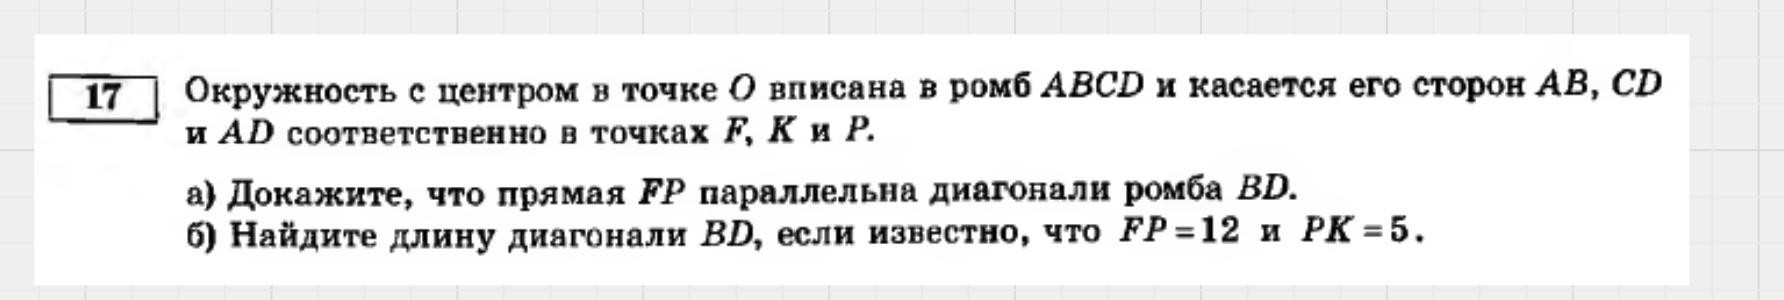 17 Окружность с центром в точке O вписана в ромб ABCD и касается его сторон AB, CD
и AD соответственно в точках F, K и P.
а) Докажите, что прямая FP параллельна диагонали ромба BD.
б) Найдите длину диагонали BD, если известно, что FP = 12 и PK = 5.